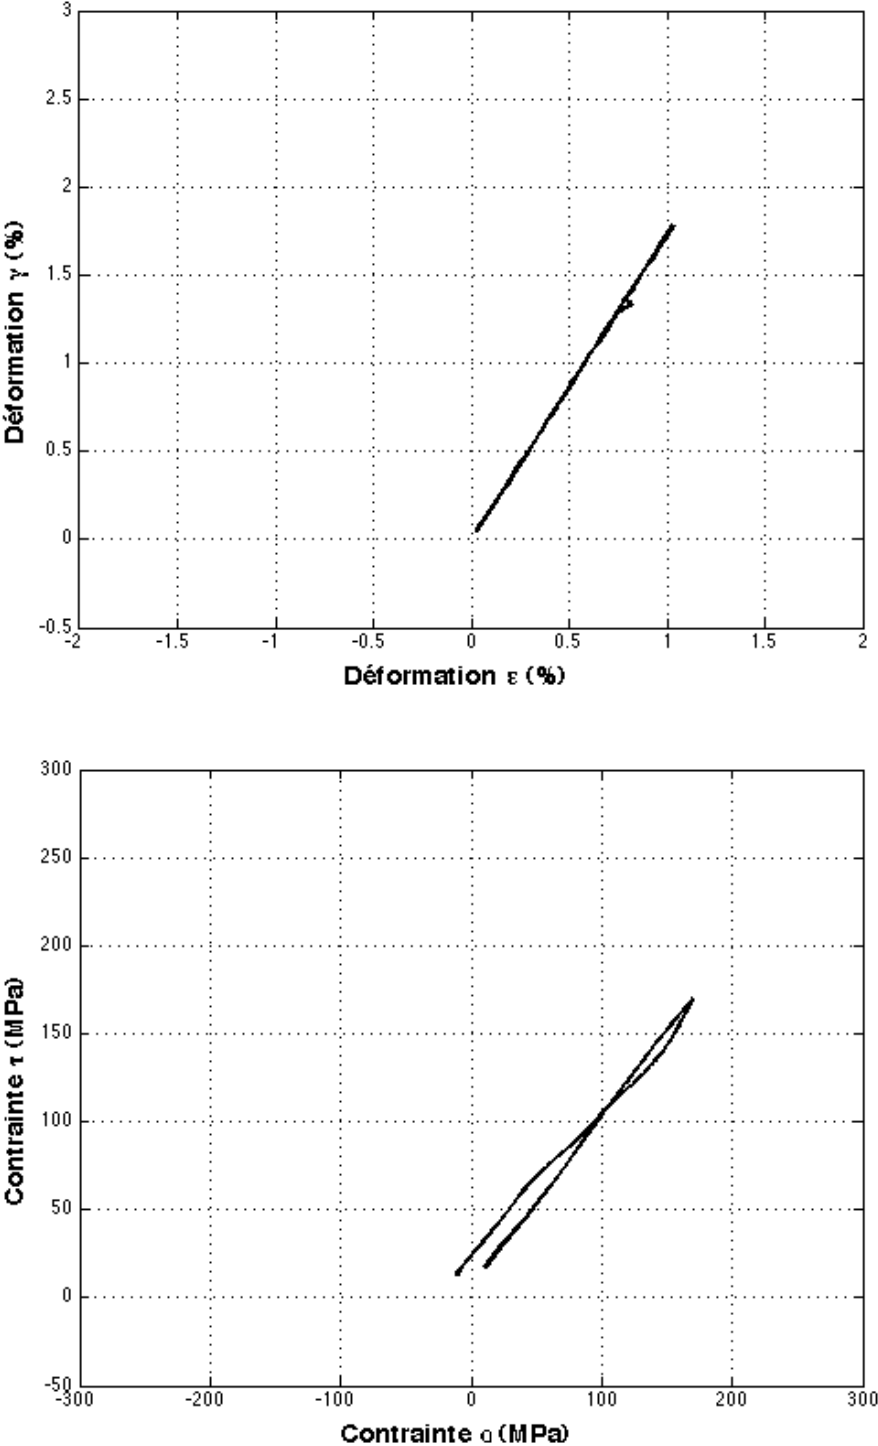 3
2.5
2
1.5
1
0.5
0
-0.5
-2 -1.5 -1 -0.5 0 0.5 1 1.5 2
Déformation γ (%)
Déformation ε (%)
300
250
200
150
100
50
0
-50
-300 -200 -100 0 100 200 300
Contrainte τ (MPa)
Contrainte σ (MPa)